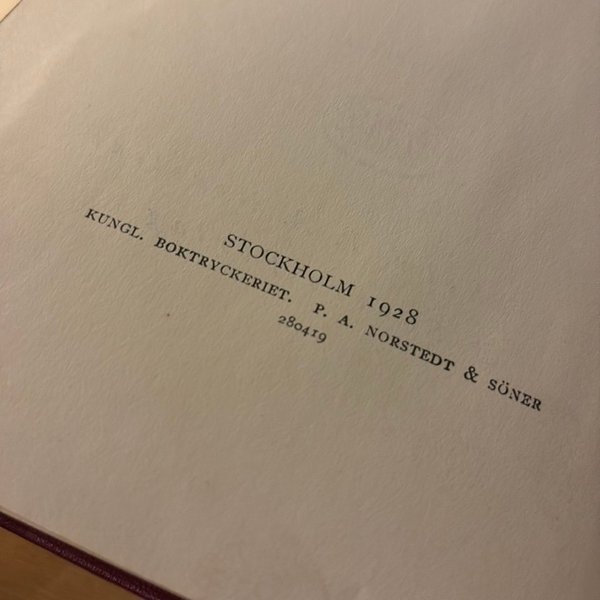 STOCKHOLM 1928
KUNGL. BOKTRYCKERIET. P. A. NORSTEDT & SÖNER
280419